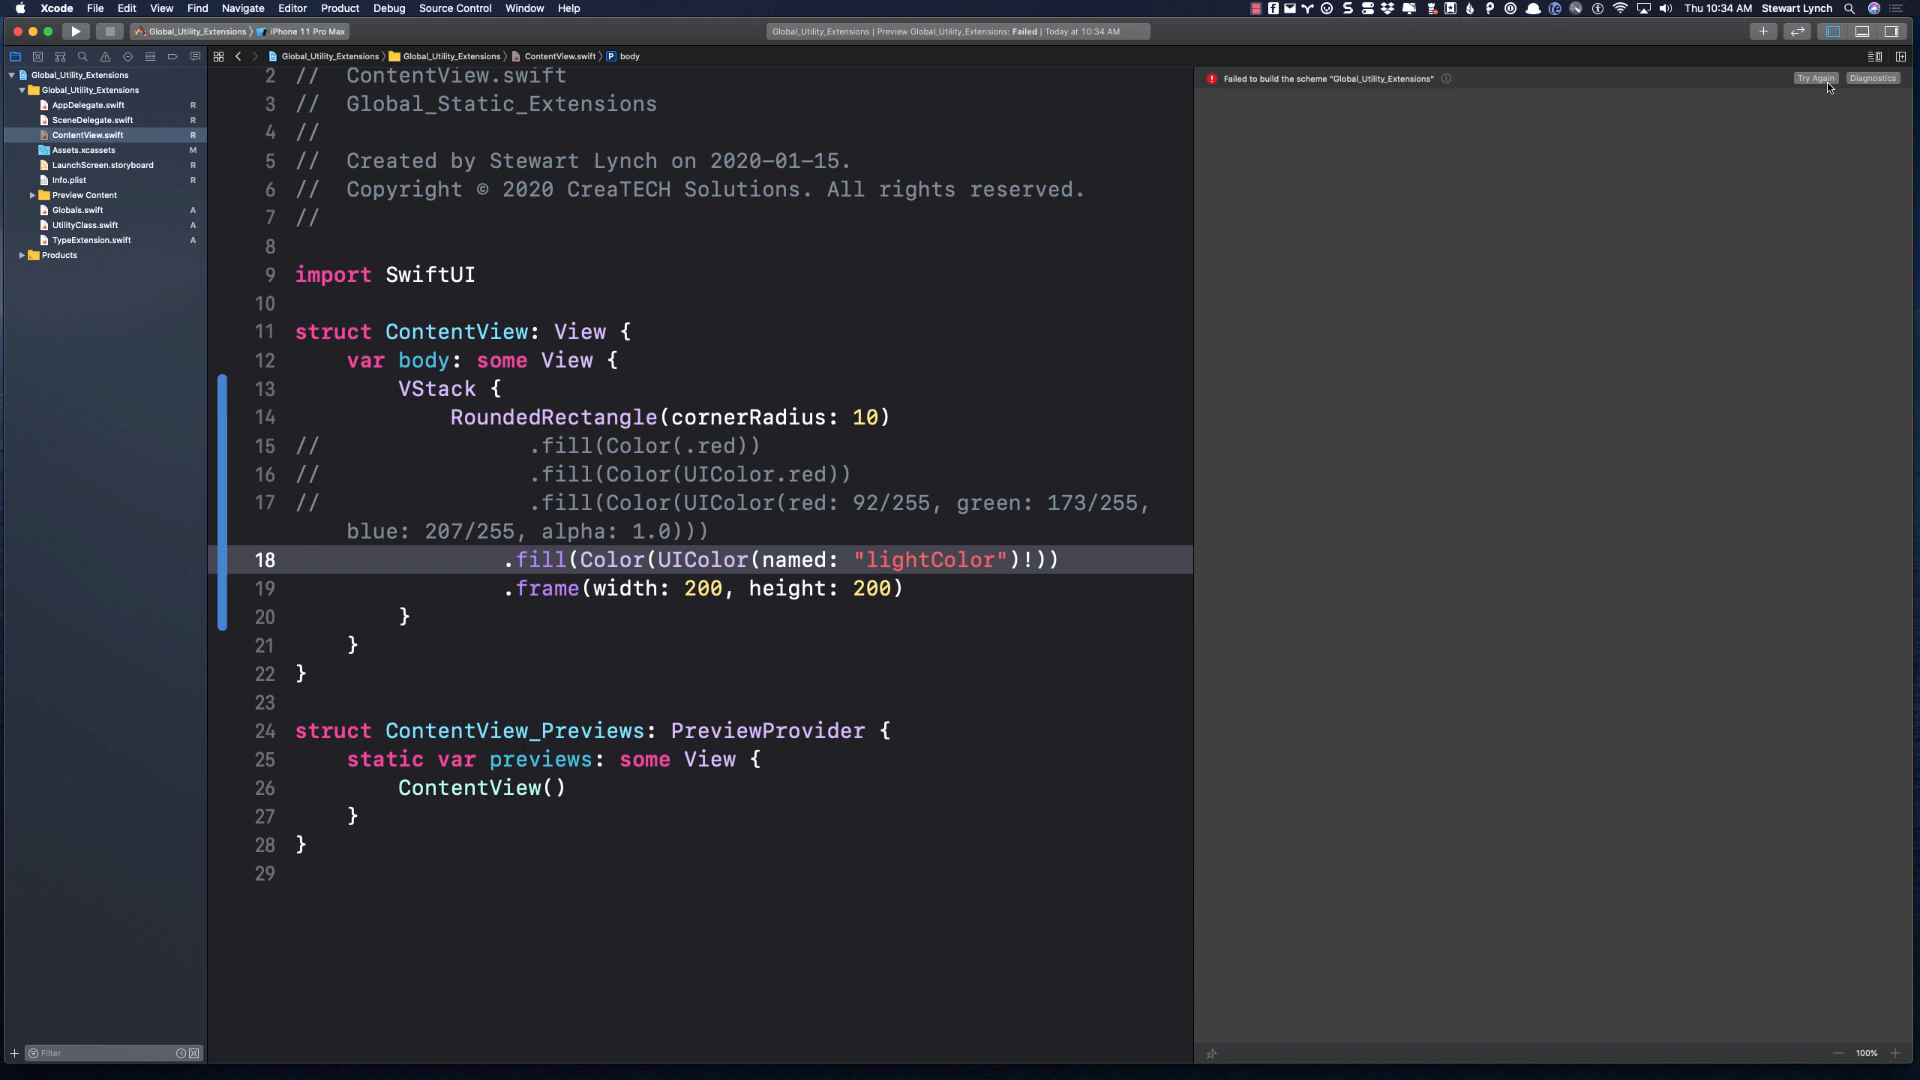 Xcode File Edit View Find Navigate Editor Product Debug Source Control Window Help
Thu 10:34 AM Stewart Lynch
Global_Utility_Extensions iPhone 11 Pro Max
Global_Utility_Extensions | Preview Global_Utility_Extensions: Failed | Today at 10:34 AM
Global_Utility_Extensions Global_Utility_Extensions ContentView.swift body
Global_Utility_Extensions
Global_Utility_Extensions
AppDelegate.swift R
SceneDelegate.swift R
ContentView.swift R
Assets.xcassets M
LaunchScreen.storyboard R
Info.plist R
Preview Content
Globals.swift A
UtilityClass.swift A
TypeExtension.swift A
Products
Filter
2 // ContentView.swift
3 // Global_Static_Extensions
4 //
5 // Created by Stewart Lynch on 2020-01-15.
6 // Copyright © 2020 CreaTECH Solutions. All rights reserved.
7 //
8
9 import SwiftUI
10
11 struct ContentView: View {
12 var body: some View {
13 VStack {
14 RoundedRectangle(cornerRadius: 10)
15 // .fill(Color(.red))
16 // .fill(Color(UIColor.red))
17 // .fill(Color(UIColor(red: 92/255, green: 173/255,
blue: 207/255, alpha: 1.0)))
18 .fill(Color(UIColor(named: "lightColor")!))
19 .frame(width: 200, height: 200)
20 }
21 }
22 }
23
24 struct ContentView_Previews: PreviewProvider {
25 static var previews: some View {
26 ContentView()
27 }
28 }
29
Failed to build the scheme "Global_Utility_Extensions"
Try Again Diagnostics
100%